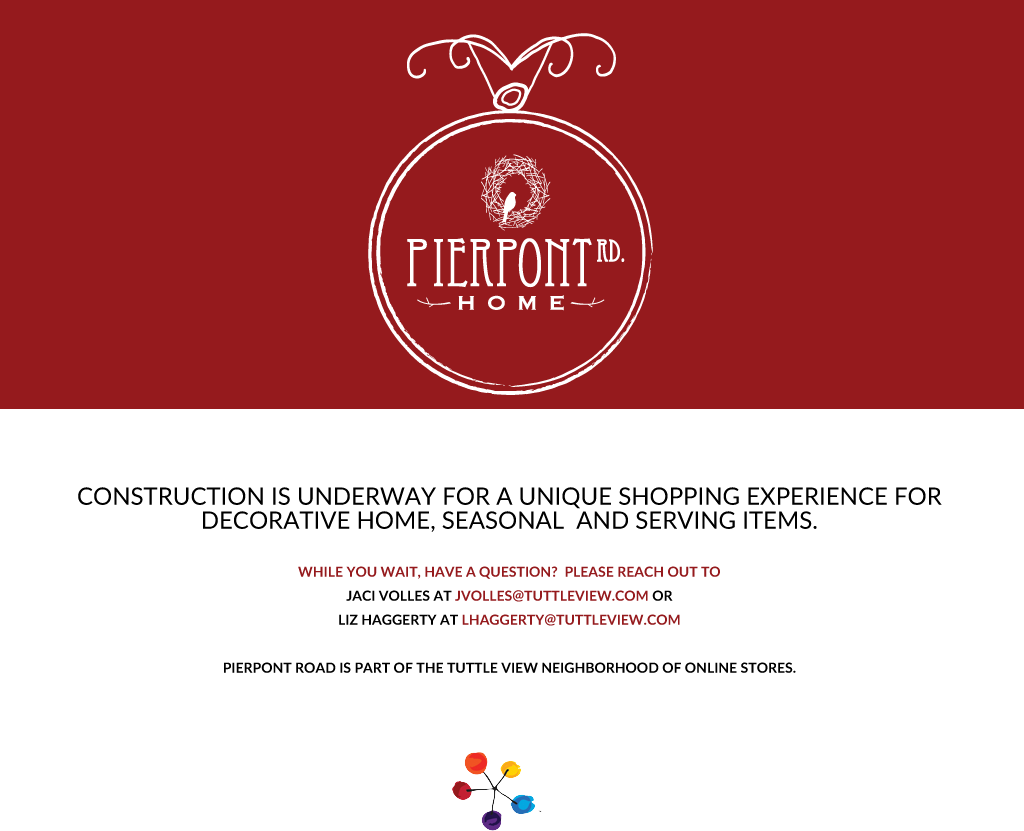 PIERPONT RD.
HOME
CONSTRUCTION IS UNDERWAY FOR A UNIQUE SHOPPING EXPERIENCE FOR
DECORATIVE HOME, SEASONAL  AND SERVING ITEMS.
WHILE YOU WAIT, HAVE A QUESTION?  PLEASE REACH OUT TO
JACI VOLLES AT JVOLLES@TUTTLEVIEW.COM OR
LIZ HAGGERTY AT LHAGGERTY@TUTTLEVIEW.COM
PIERPONT ROAD IS PART OF THE TUTTLE VIEW NEIGHBORHOOD OF ONLINE STORES.